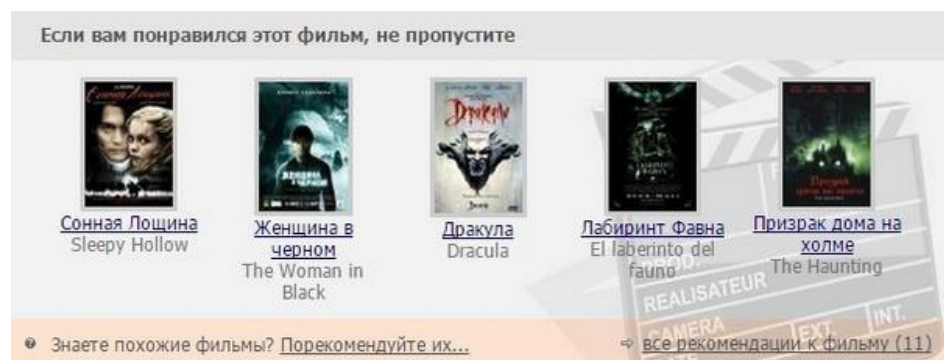 Если вам понравился этот фильм, не пропустите
Сонная Лощина
Sleepy Hollow
Женщина в
черном
The Woman in
Black
Дракула
Dracula
Лабиринт Фавна
El laberinto del
fauno
Призрак дома на
холме
The Haunting
PROD.
REALISATEUR
CAMERA
EXT.
INT.
Знаете похожие фильмы? Порекомендуйте их...
все рекомендации к фильму (11)